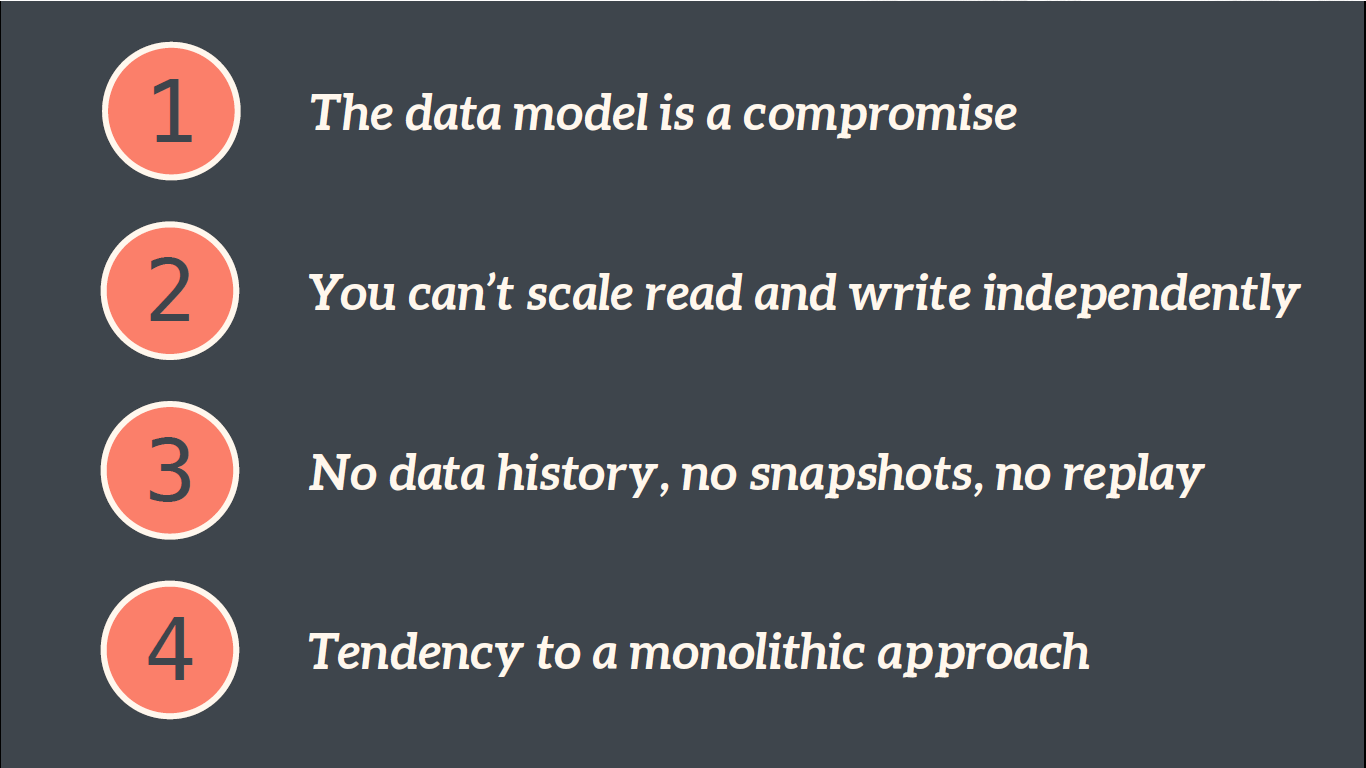 1 The data model is a compromise
2 You can’t scale read and write independently
3 No data history, no snapshots, no replay
4 Tendency to a monolithic approach